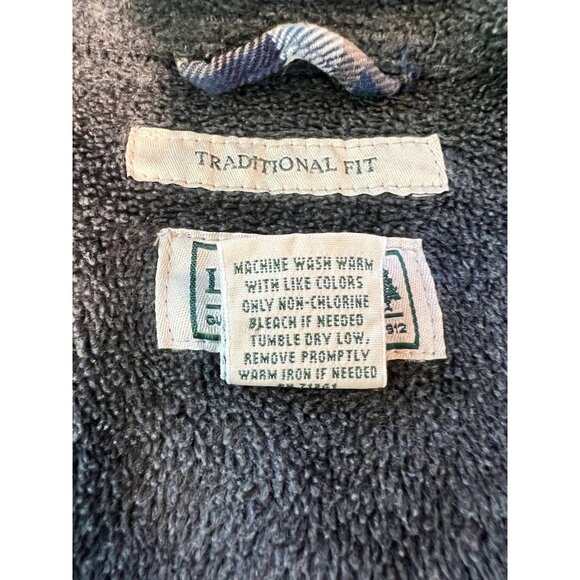 TRADITIONAL FIT
MACHINE WASH WARM
WITH LIKE COLORS
ONLY NON-CHLORINE
BLEACH IF NEEDED
TUMBLE DRY LOW,
REMOVE PROMPTLY
WARM IRON IF NEEDED
912